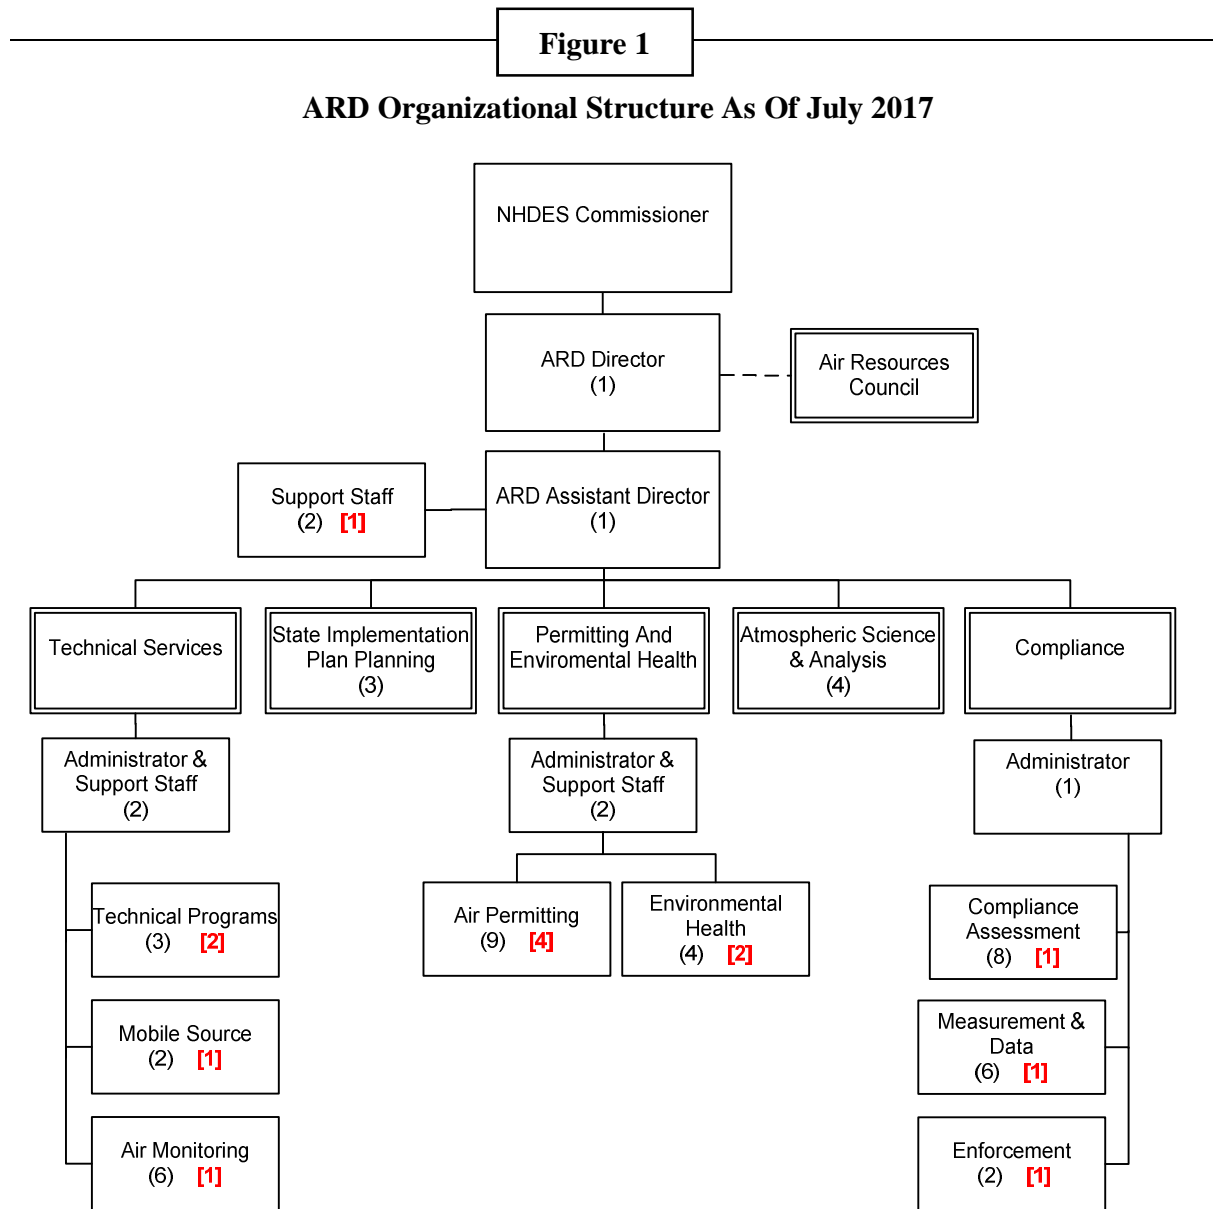 Figure 1
ARD Organizational Structure As Of July 2017
NHDES Commissioner
ARD Director
(1)
Air Resources
Council
Support Staff
(2) [1]
ARD Assistant Director
(1)
Technical Services
State Implementation
Plan Planning
(3)
Permitting And
Enviromental Health
Atmospheric Science
& Analysis
(4)
Compliance
Administrator &
Support Staff
(2)
Administrator &
Support Staff
(2)
Administrator
(1)
Technical Programs
(3) [2]
Mobile Source
(2) [1]
Air Monitoring
(6) [1]
Air Permitting
(9) [4]
Environmental
Health
(4) [2]
Compliance
Assessment
(8) [1]
Measurement &
Data
(6) [1]
Enforcement
(2) [1]